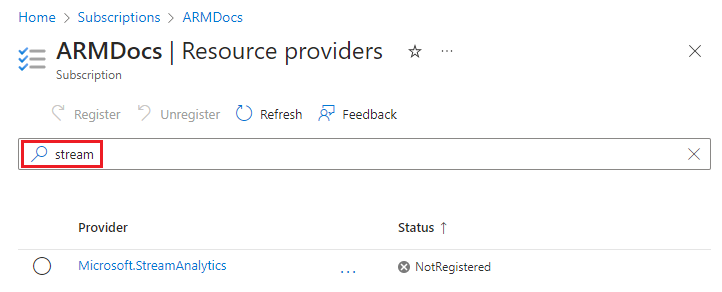 Home > Subscriptions > ARMDocs
ARMDocs | Resource providers ☆ ...
Subscription
Register Unregister Refresh Feedback
stream
Provider Status ↑
Microsoft.StreamAnalytics ... NotRegistered